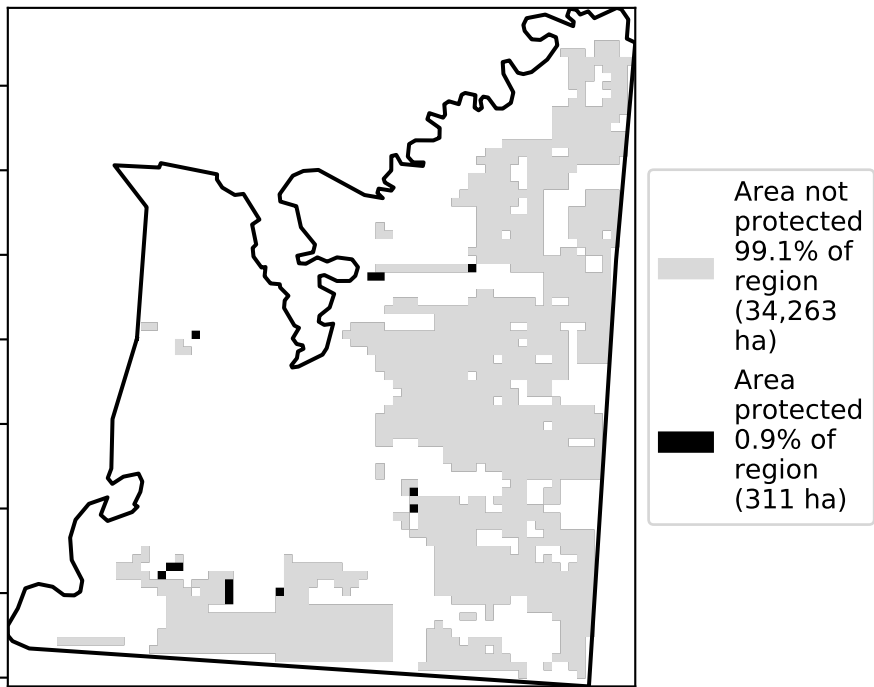 Area not
protected
99.1% of
region
(34,263
ha)
Area
protected
0.9% of
region
(311 ha)